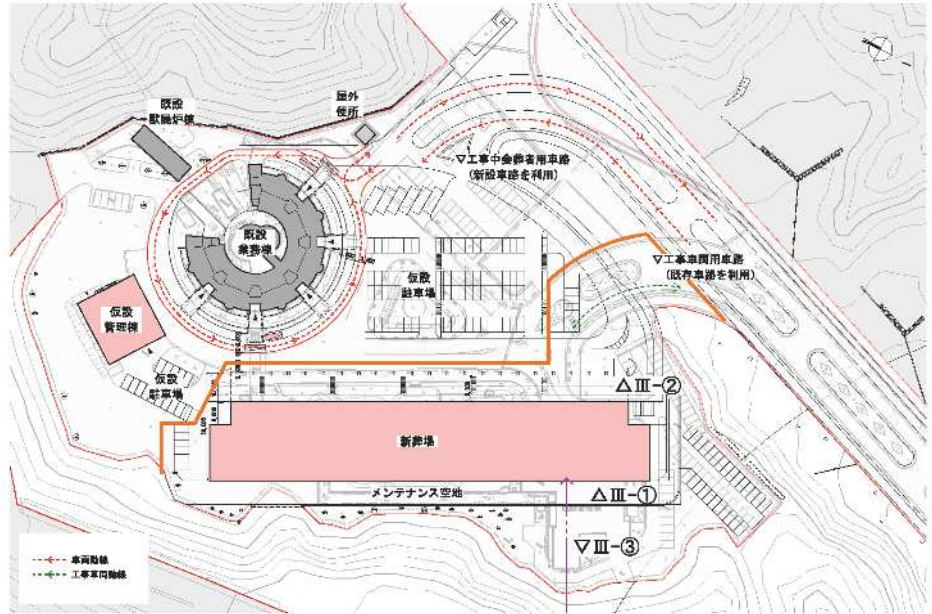 屋外
便所
既設
獣魂炉棟
▽工事中会葬者用車路
(新設車路を利用)
既設
業務棟
▽工事車両用車路
(既存車路を利用)
仮設
駐車場
仮設
管理棟
仮設
駐車場
△Ⅲ-②
新葬場
メンテナンス空地
△Ⅲ-①
▽Ⅲ-③
車両動線
工事車両動線